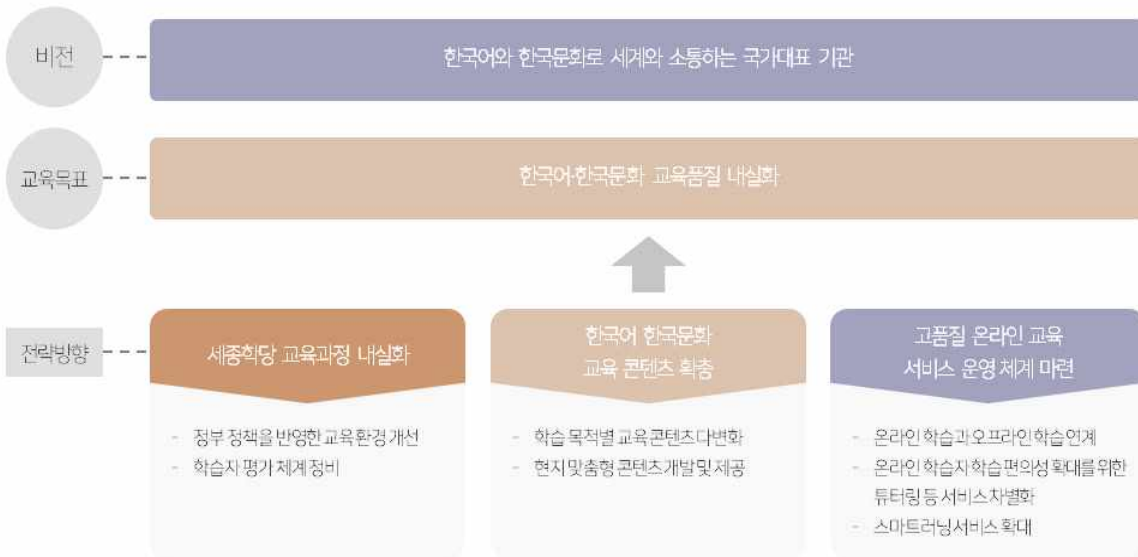 비전
한국어와 한국문화로 세계와 소통하는 국가대표 기관
교육목표
한국어·한국문화 교육품질 내실화
전략방향
세종학당 교육과정 내실화
- 정부 정책을 반영한 교육 환경 개선
- 학습자 평가 체계 정비
한국어 한국문화
교육 콘텐츠 확충
- 학습 목적별 교육 콘텐츠 다변화
- 현지 맞춤형 콘텐츠 개발 및 제공
고품질 온라인 교육
서비스 운영 체계 마련
- 온라인 학습과 오프라인 학습 연계
- 온라인 학습자 학습 편의성 확대를 위한
튜터링 등 서비스 차별화
- 스마트러닝 서비스 확대